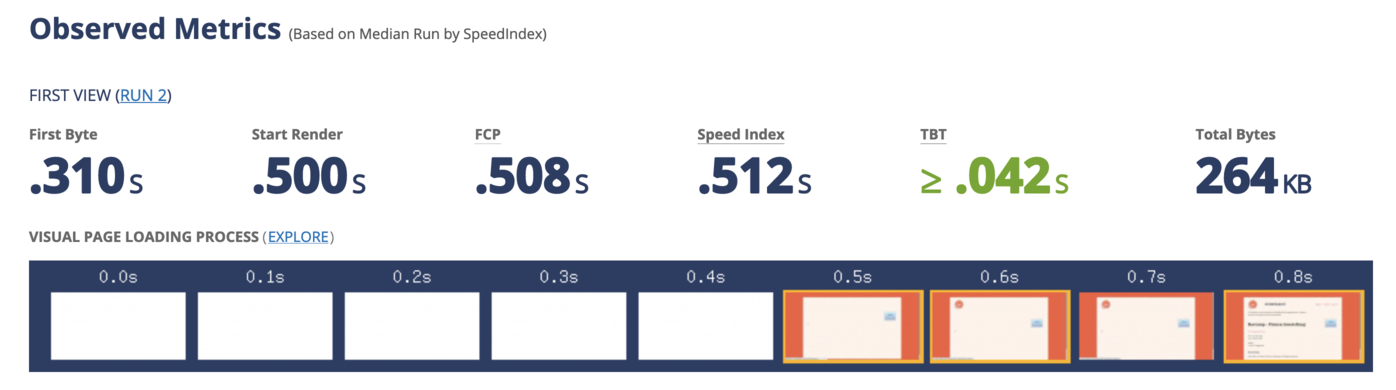 Observed Metrics (Based on Median Run by SpeedIndex)
FIRST VIEW (RUN 2)
First Byte Start Render FCP Speed Index TBT Total Bytes
.310 s .500 s .508 s .512 s ≥ .042 s 264 KB
VISUAL PAGE LOADING PROCESS (EXPLORE)
0.0s 0.1s 0.2s 0.3s 0.4s 0.5s 0.6s 0.7s 0.8s